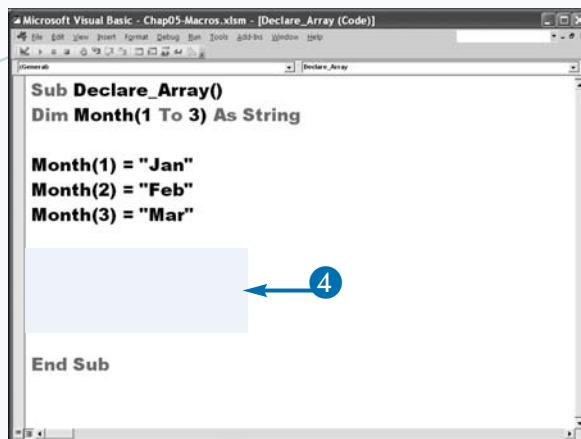 Microsoft Visual Basic - Chap05-Macros.xlsm - [Declare_Array (Code)]
File Edit View Insert Format Debug Run Tools Add-Ins Window Help
(General) Declare_Array
Sub Declare_Array()
Dim Month(1 To 3) As String
Month(1) = "Jan"
Month(2) = "Feb"
Month(3) = "Mar"
4
End Sub